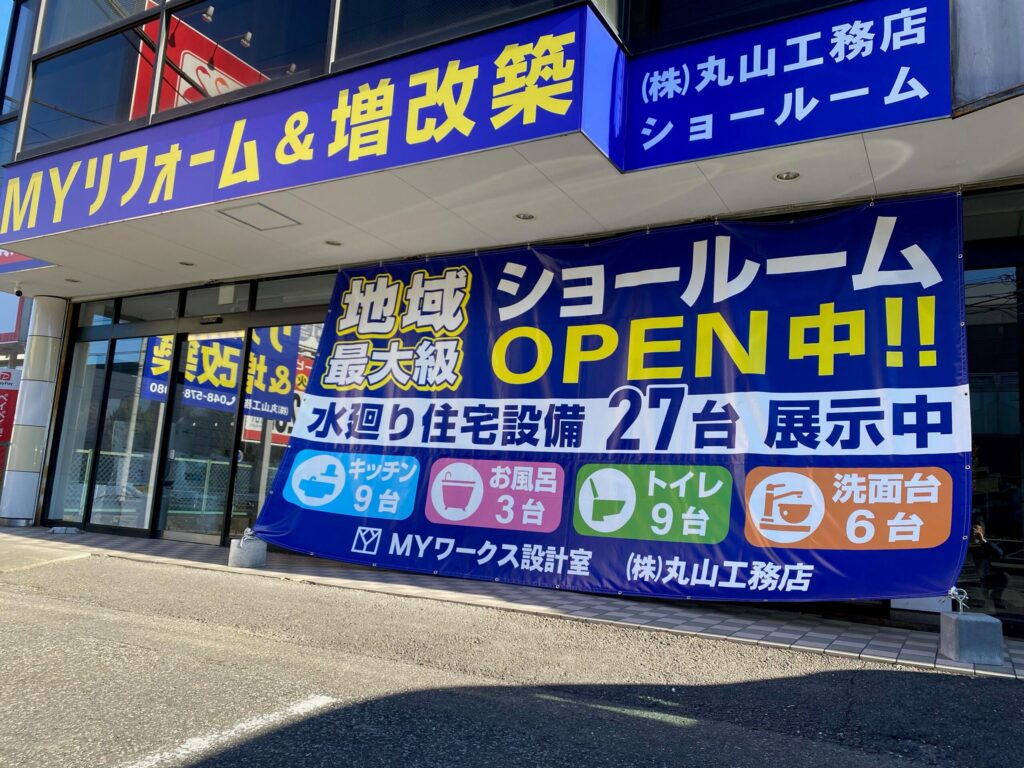 MYリフォーム&増改築
(株)丸山工務店
ショールーム
地域
最大級
ショールーム
OPEN中!!
水廻り住宅設備 27台 展示中
キッチン
9台
お風呂
3台
トイレ
9台
洗面台
6台
MYワークス設計室 (株)丸山工務店